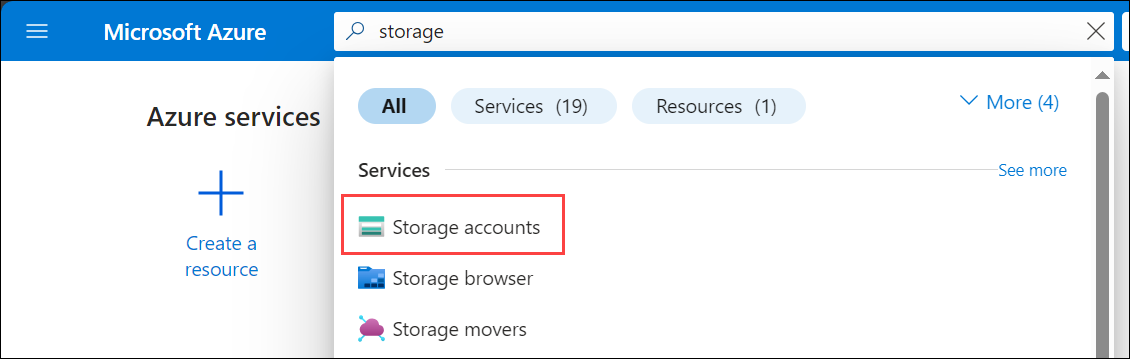 Microsoft Azure
storage
All
Services (19)
Resources (1)
More (4)
Azure services
Services
See more
Create a
resource
Storage accounts
Storage browser
Storage movers